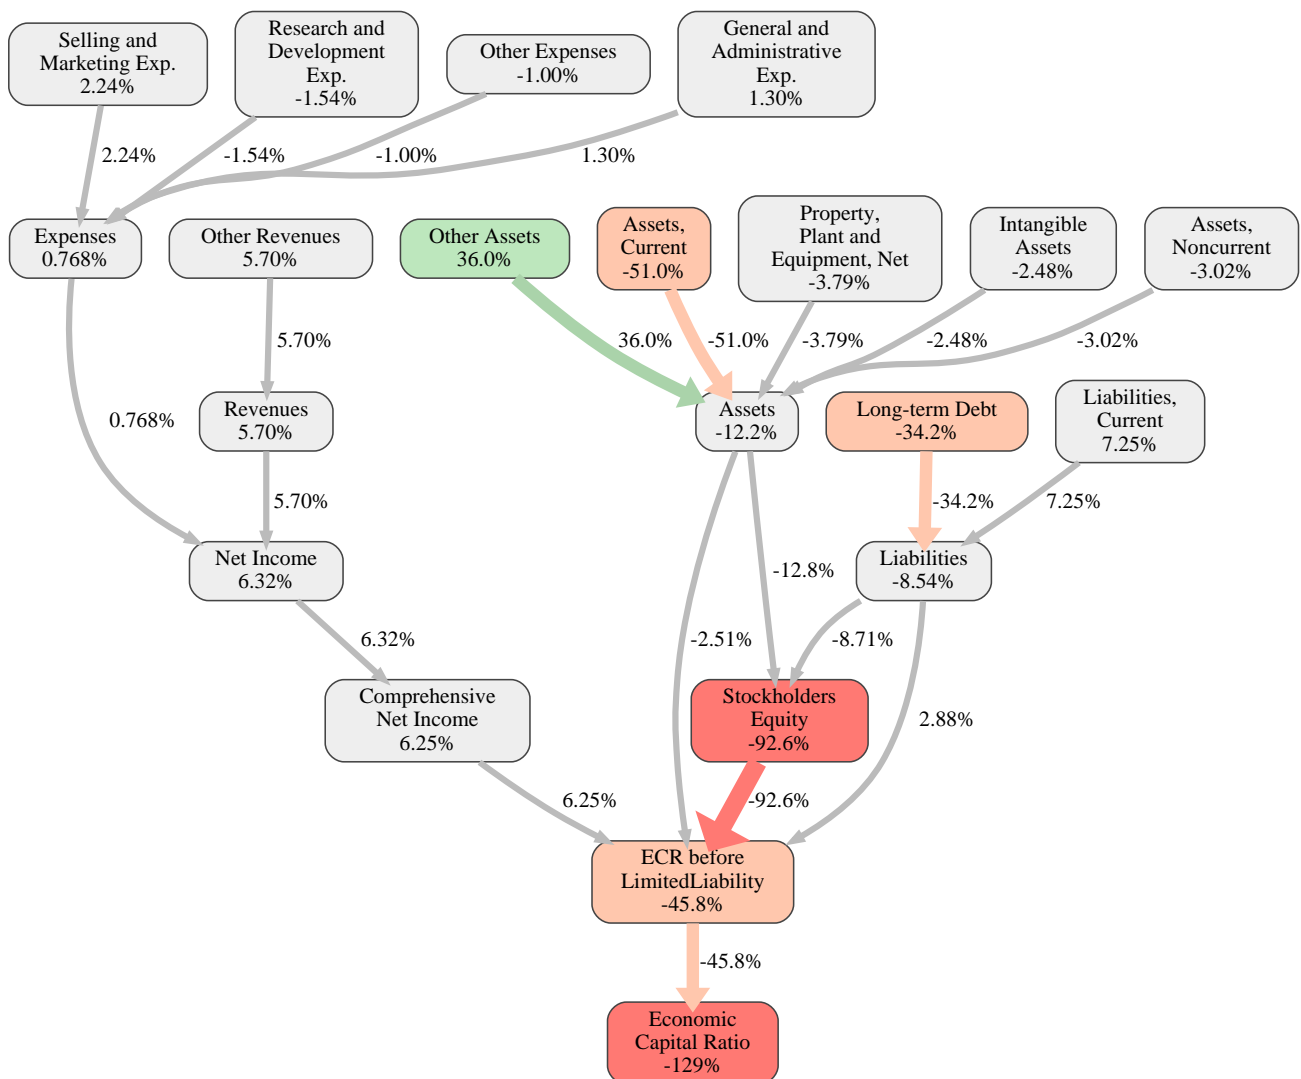 Selling and
Marketing Exp.
2.24%
Research and
Development
Exp.
-1.54%
Other Expenses
-1.00%
General and
Administrative
Exp.
1.30%
2.24%
-1.54%
-1.00%
1.30%
Expenses
0.768%
Other Revenues
5.70%
Other Assets
36.0%
Assets,
Current
-51.0%
Property,
Plant and
Equipment, Net
-3.79%
Intangible
Assets
-2.48%
Assets,
Noncurrent
-3.02%
5.70%
36.0%
-51.0%
-3.79%
-2.48%
-3.02%
0.768%
Revenues
5.70%
Assets
-12.2%
Long-term Debt
-34.2%
Liabilities,
Current
7.25%
5.70%
-34.2%
7.25%
Net Income
6.32%
-12.8%
Liabilities
-8.54%
6.32%
-2.51%
-8.71%
Comprehensive
Net Income
6.25%
Stockholders
Equity
-92.6%
2.88%
6.25%
-92.6%
ECR before
LimitedLiability
-45.8%
-45.8%
Economic
Capital Ratio
-129%